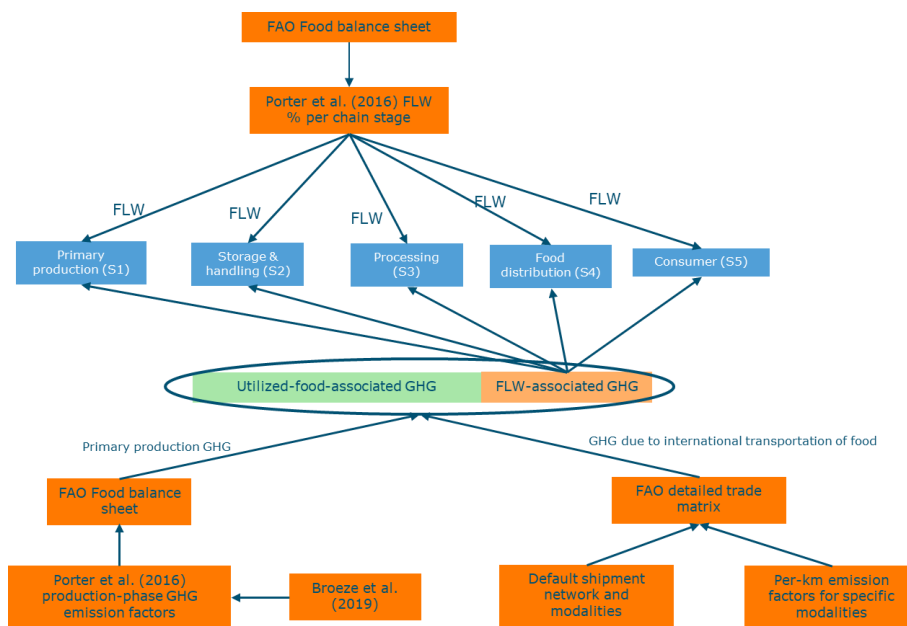 FAO Food balance sheet
Porter et al. (2016) FLW
% per chain stage
FLW
FLW
FLW
FLW
FLW
Primary
production (S1)
Storage &
handling (S2)
Processing
(S3)
Food
distribution (S4)
Consumer (S5)
Utilized-food-associated GHG
FLW-associated GHG
Primary production GHG
GHG due to international transportation of food
FAO Food balance
sheet
FAO detailed trade
matrix
Porter et al. (2016)
production-phase GHG
emission factors
Broeze et al.
(2019)
Default shipment
network and
modalities
Per-km emission
factors for specific
modalities